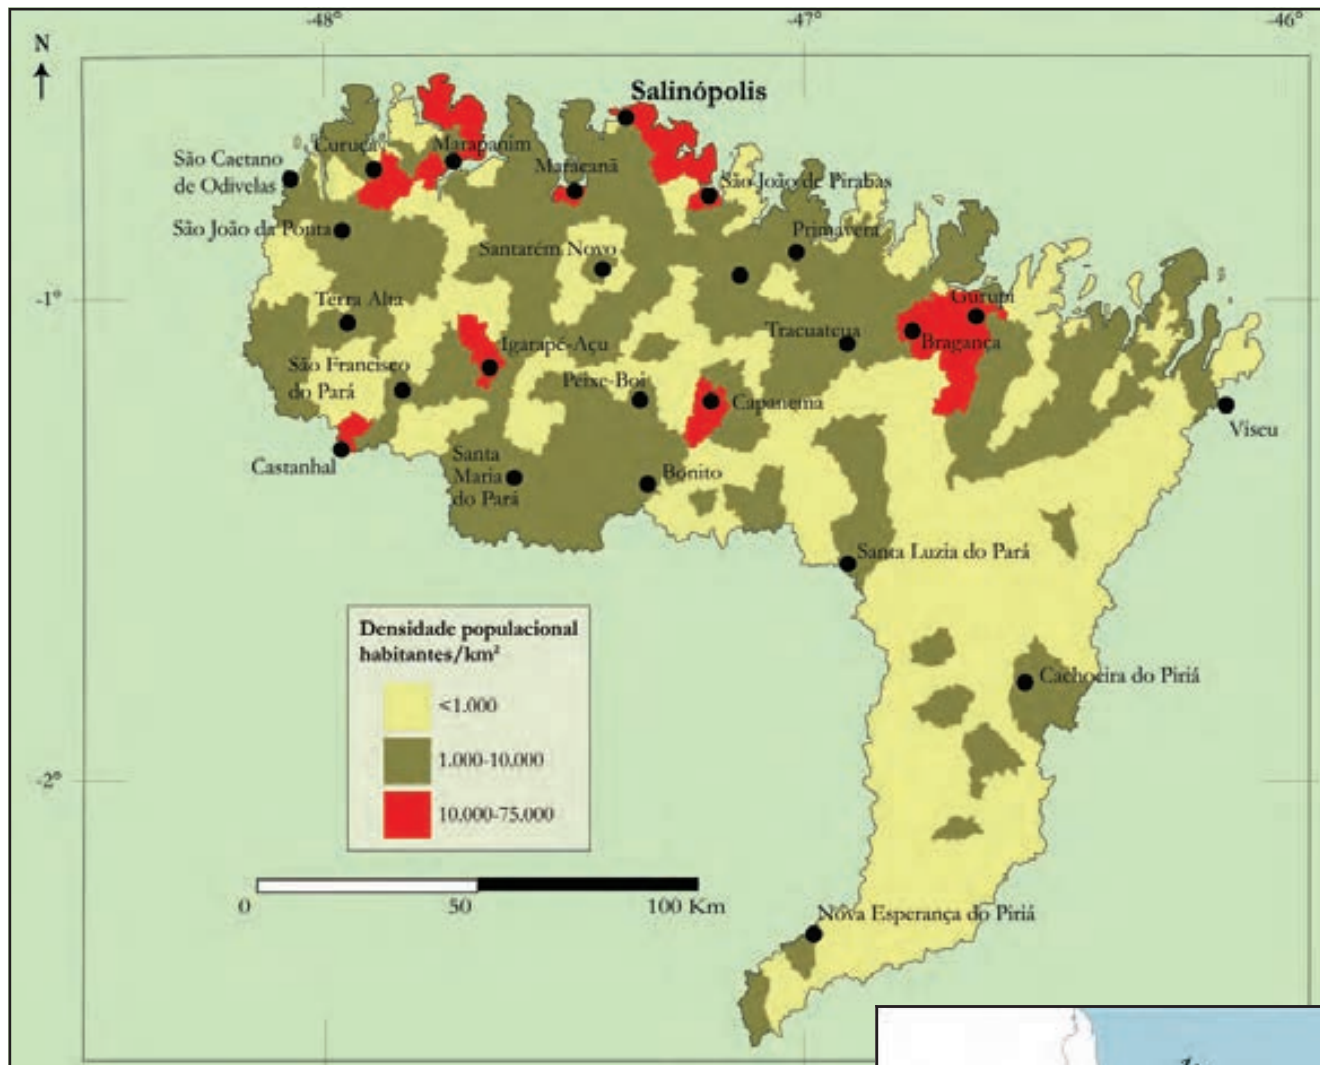 -48°
-47°
-46°
N
Salinópolis
Curuçá
Marapanim
São Caetano
de Odivelas
Maracanã
São João de Pirabas
São João da Ponta
Primavera
Santarém Novo
-1°
Terra Alta
Gurupi
Tracuateua
Bragança
Igarapé-Açu
São Francisco
do Pará
Peixe-Boi
Capanema
Viseu
Castanhal
Santa
Maria
do Pará
Bonito
Santa Luzia do Pará
Densidade populacional
habitantes/km²
<1.000
1.000-10.000
10.000-75.000
Cachoeira do Piriá
-2°
0
50
100 Km
Nova Esperança do Piriá